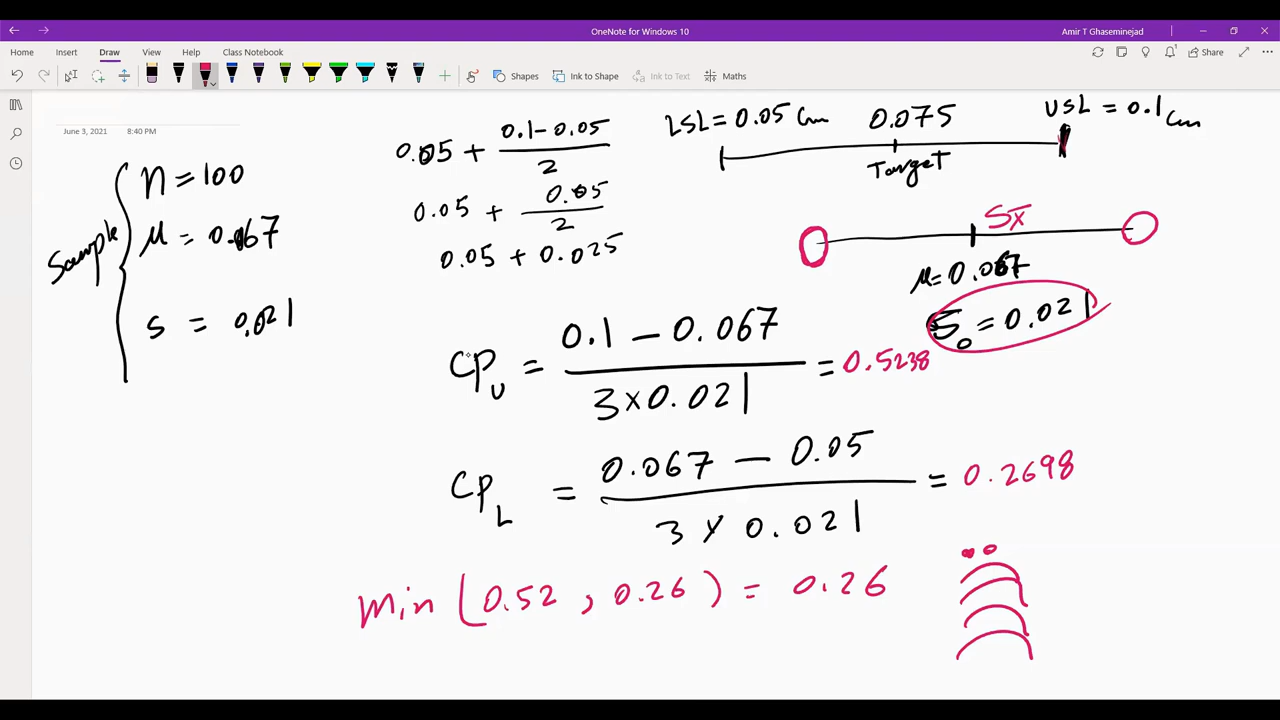 OneNote for Windows 10
Amir T Ghaseminejad
Home Insert Draw View Help Class Notebook
Share
Shapes Ink to Shape Ink to Text Maths
June 3, 2021 8:40 PM
Sample
n = 100
μ = 0.067
s = 0.021
0.05 + (0.1-0.05)/2
0.05 + 0.05/2
0.05 + 0.025
LSL = 0.05 cm 0.075 USL = 0.1 cm
Target
Sx̄
μ = 0.067
S₀ = 0.021
CP_U = (0.1 - 0.067)/(3×0.021) = 0.5238
CP_L = (0.067 - 0.05)/(3 × 0.021) = 0.2698
min (0.52 , 0.26) = 0.26